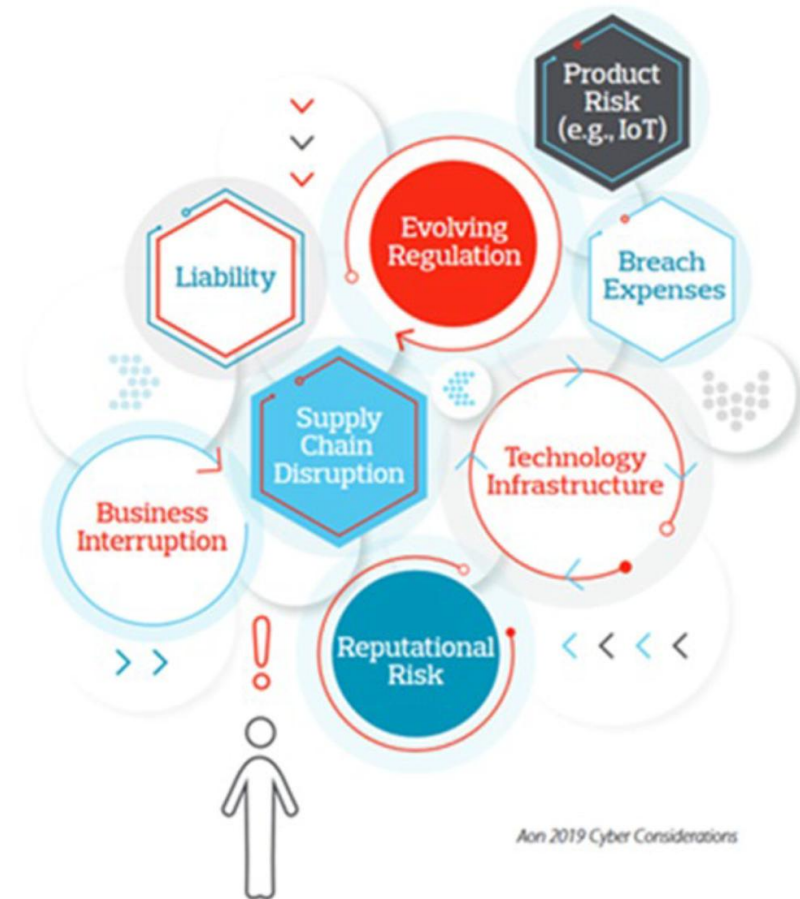 Product
Risk
(e.g., IoT)
Evolving
Regulation
Liability
Breach
Expenses
Supply
Chain
Disruption
Technology
Infrastructure
Business
Interruption
Reputational
Risk
!
Aon 2019 Cyber Considerations